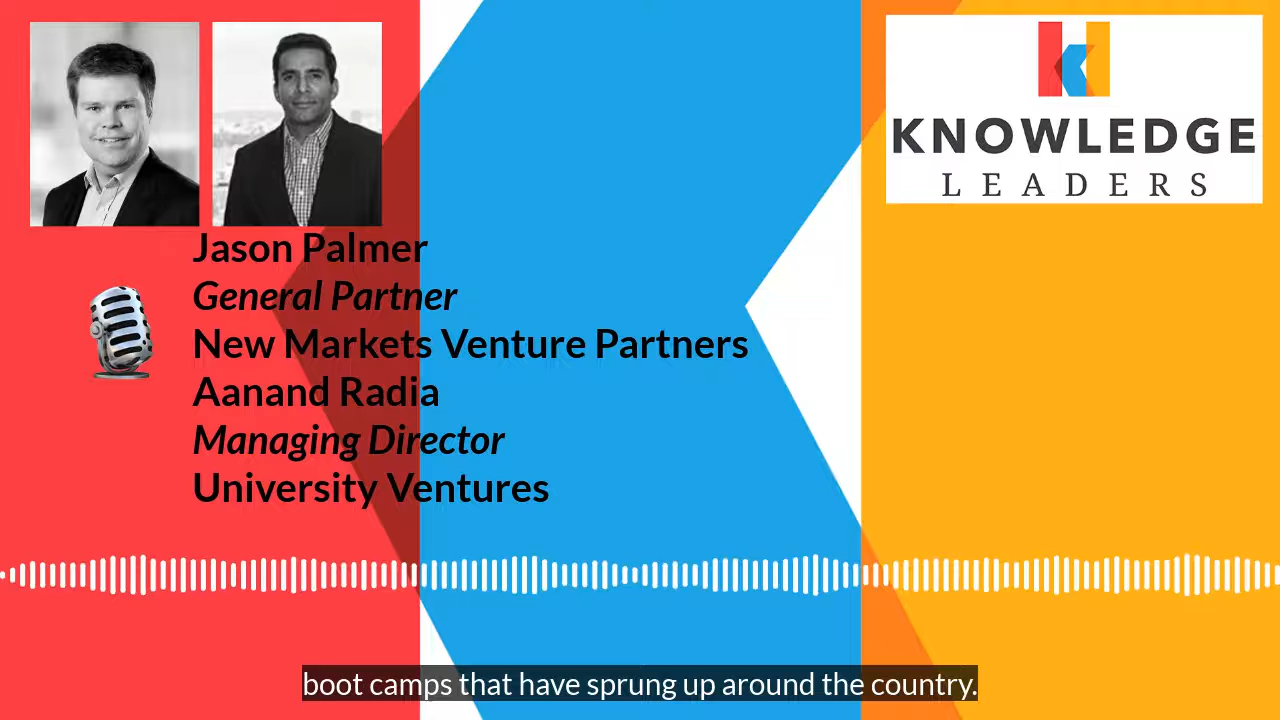 KNOWLEDGE
LEADERS
Jason Palmer
General Partner
New Markets Venture Partners
Aanand Radia
Managing Director
University Ventures
boot camps that have sprung up around the country.